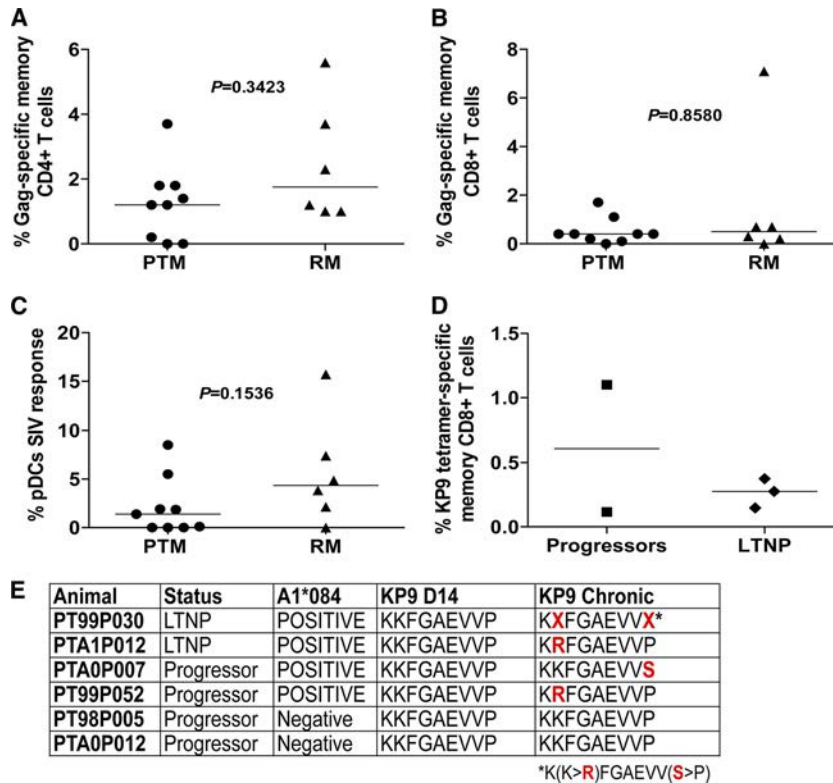 A
% Gag-specific memory
CD4+ T cells
6
4
2
0
P=0.3423
PTM
RM
B
% Gag-specific memory
CD8+ T cells
8
6
4
2
0
P=0.8580
PTM
RM
C
% pDCs SIV response
20
15
10
5
0
P=0.1536
PTM
RM
D
% KP9 tetramer-specific
memory CD8+ T cells
1.5
1.0
0.5
0.0
Progressors
LTNP
E
Animal Status A1*084 KP9 D14 KP9 Chronic
PT99P030 LTNP POSITIVE KKFGAEVVP KXFGAEVVX*
PTA1P012 LTNP POSITIVE KKFGAEVVP KRFGAEVVP
PTA0P007 Progressor POSITIVE KKFGAEVVP KKFGAEVVS
PT99P052 Progressor POSITIVE KKFGAEVVP KRFGAEVVP
PT98P005 Progressor Negative KKFGAEVVP KKFGAEVVP
PTA0P012 Progressor Negative KKFGAEVVP KKFGAEVVP
*K(K>R)FGAEVV(S>P)